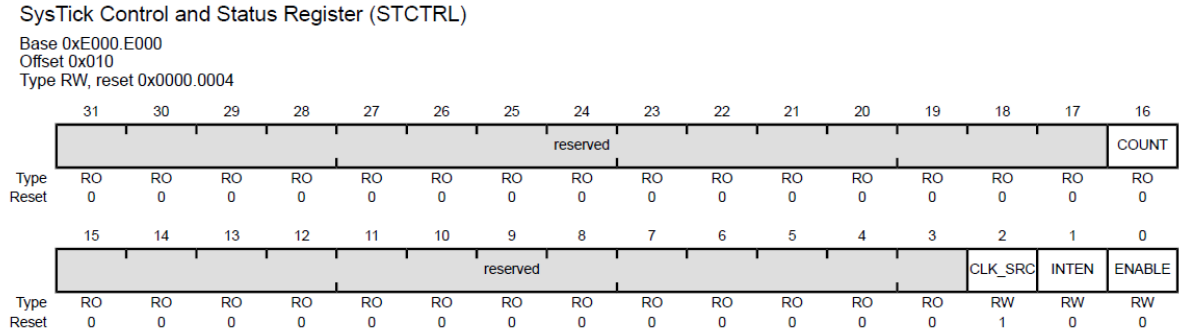 SysTick Control and Status Register (STCTRL)
Base 0xE000.E000
Offset 0x010
Type RW, reset 0x0000.0004
31 30 29 28 27 26 25 24 23 22 21 20 19 18 17 16
reserved COUNT
Type RO RO RO RO RO RO RO RO RO RO RO RO RO RO RO RO
Reset 0 0 0 0 0 0 0 0 0 0 0 0 0 0 0 0
15 14 13 12 11 10 9 8 7 6 5 4 3 2 1 0
reserved CLK_SRC INTEN ENABLE
Type RO RO RO RO RO RO RO RO RO RO RO RO RO RW RW RW
Reset 0 0 0 0 0 0 0 0 0 0 0 0 0 1 0 0